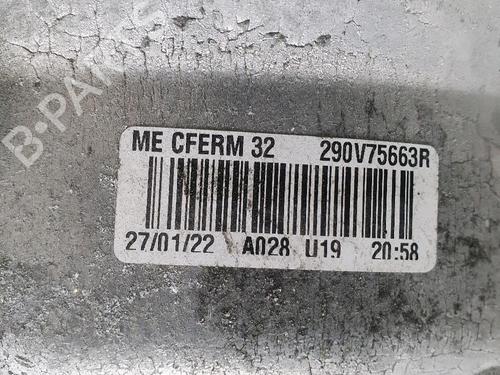 B-PARTS
ME CFERM 32 290V75663R
27/01/22 A028 U19 20:58